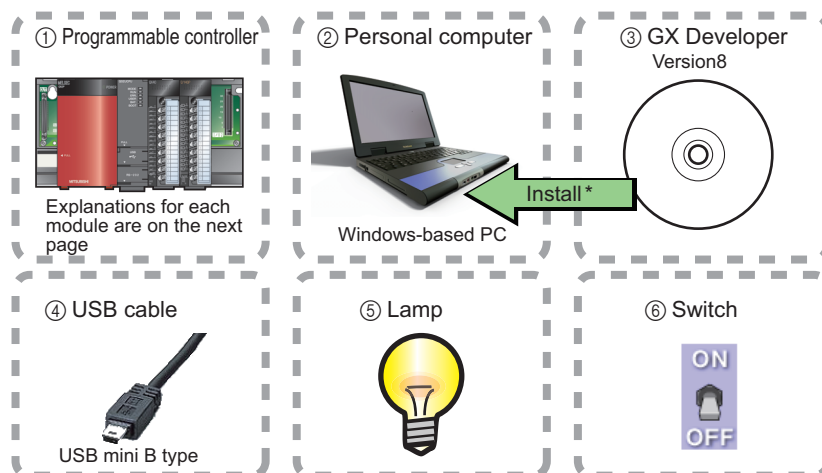 ① Programmable controller
② Personal computer
③ GX Developer
Version8
Explanations for each
module are on the next
page
Install*
Windows-based PC
④ USB cable
⑤ Lamp
⑥ Switch
USB mini B type
ON
OFF